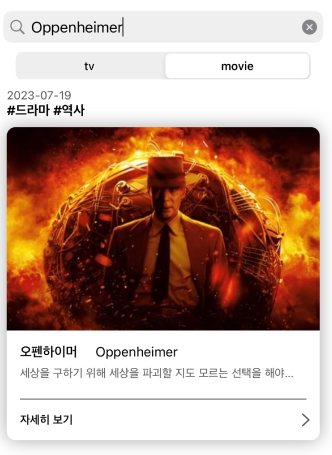 Oppenheimer
tv movie
2023-07-19
#드라마 #역사
오펜하이머 Oppenheimer
세상을 구하기 위해 세상을 파괴할 지도 모르는 선택을 해야...
자세히 보기